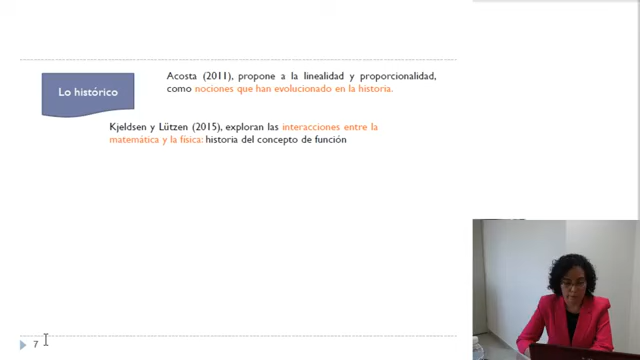 Lo histórico
Acosta (2011), propone a la linealidad y proporcionalidad,
como nociones que han evolucionado en la historia.
Kjeldsen y Lützen (2015), exploran las interacciones entre la
matemática y la física: historia del concepto de función
7